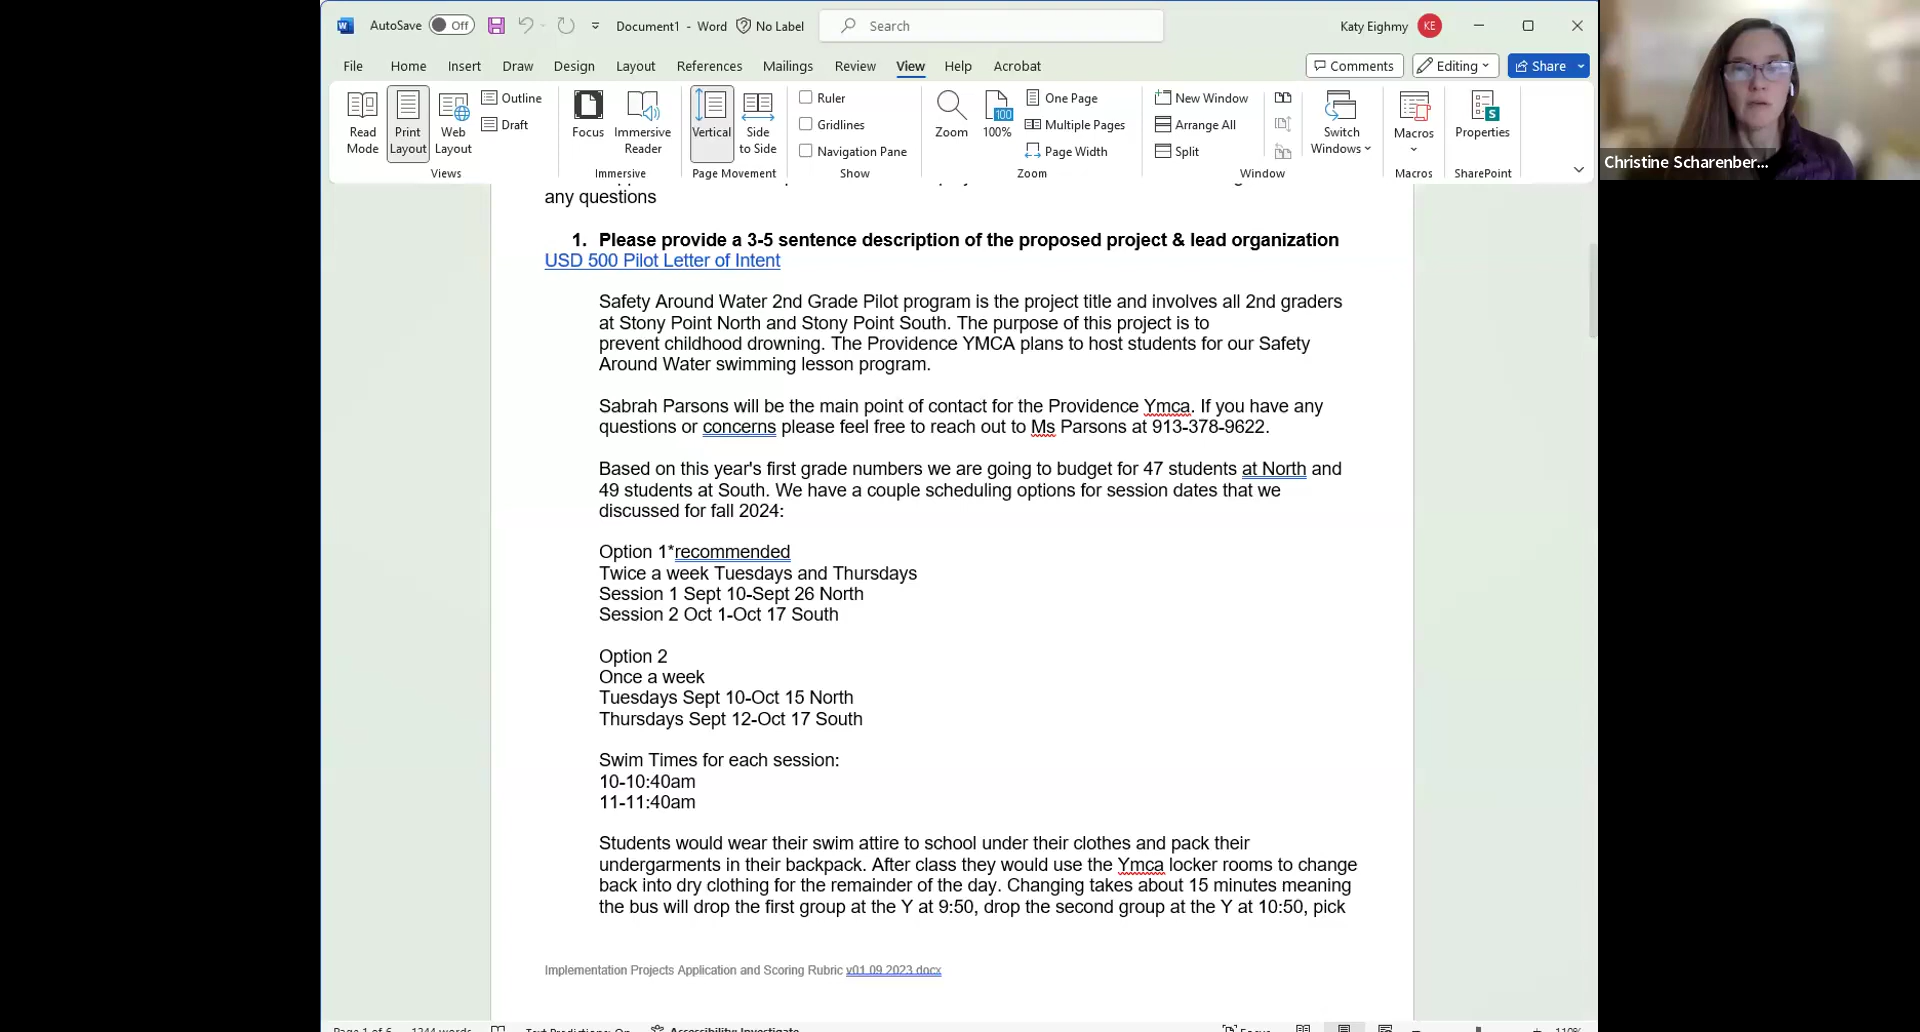 AutoSave Off Document1 - Word No Label Search Katy Eighmy KE
File Home Insert Draw Design Layout References Mailings Review View Help Acrobat Comments Editing Share
Read Mode
Print Layout
Web Layout
Outline
Draft
Views
Focus
Immersive Reader
Immersive
Vertical
Side to Side
Page Movement
Ruler
Gridlines
Navigation Pane
Show
Zoom
100
100%
One Page
Multiple Pages
Page Width
Zoom
New Window
Arrange All
Split
Switch Windows
Window
Macros
Macros
Properties
SharePoint
Christine Scharenber...
any questions
1. Please provide a 3-5 sentence description of the proposed project & lead organization
USD 500 Pilot Letter of Intent
Safety Around Water 2nd Grade Pilot program is the project title and involves all 2nd graders
at Stony Point North and Stony Point South. The purpose of this project is to
prevent childhood drowning. The Providence YMCA plans to host students for our Safety
Around Water swimming lesson program.
Sabrah Parsons will be the main point of contact for the Providence Ymca. If you have any
questions or concerns please feel free to reach out to Ms Parsons at 913-378-9622.
Based on this year's first grade numbers we are going to budget for 47 students at North and
49 students at South. We have a couple scheduling options for session dates that we
discussed for fall 2024:
Option 1*recommended
Twice a week Tuesdays and Thursdays
Session 1 Sept 10-Sept 26 North
Session 2 Oct 1-Oct 17 South
Option 2
Once a week
Tuesdays Sept 10-Oct 15 North
Thursdays Sept 12-Oct 17 South
Swim Times for each session:
10-10:40am
11-11:40am
Students would wear their swim attire to school under their clothes and pack their
undergarments in their backpack. After class they would use the Ymca locker rooms to change
back into dry clothing for the remainder of the day. Changing takes about 15 minutes meaning
the bus will drop the first group at the Y at 9:50, drop the second group at the Y at 10:50, pick
Implementation Projects Application and Scoring Rubric v01.09.2023.docx
Page 1 of 6 1244 words Text Predictions: On Accessibility: Investigate Focus 110%